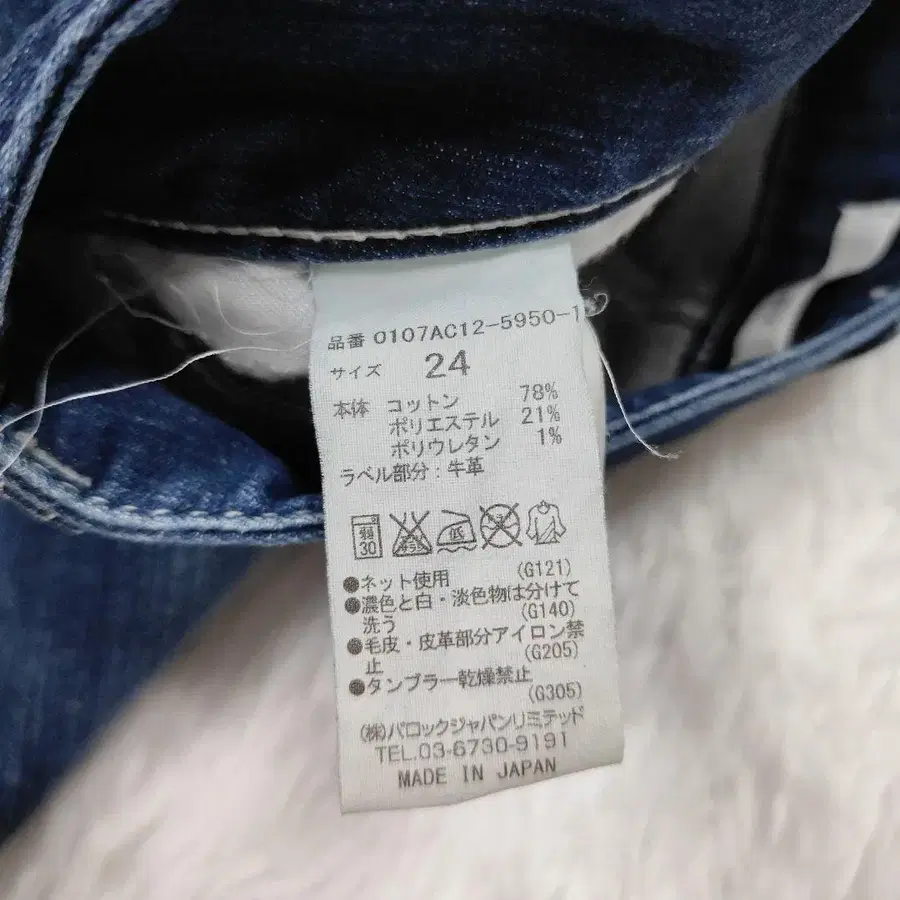 品番 0107AC12-5950-1
サイズ 24
本体 コットン 78%
ポリエステル 21%
ポリウレタン 1%
ラベル部分:牛革
弱 30 低 ドライ
●ネット使用 (G121)
●濃色と白・淡色物は分けて
洗う (G140)
●毛皮・皮革部分アイロン禁
止 (G205)
●タンブラー乾燥禁止
(G305)
(株)バロックジャパンリミテッド
TEL.03-6730-9191
MADE IN JAPAN